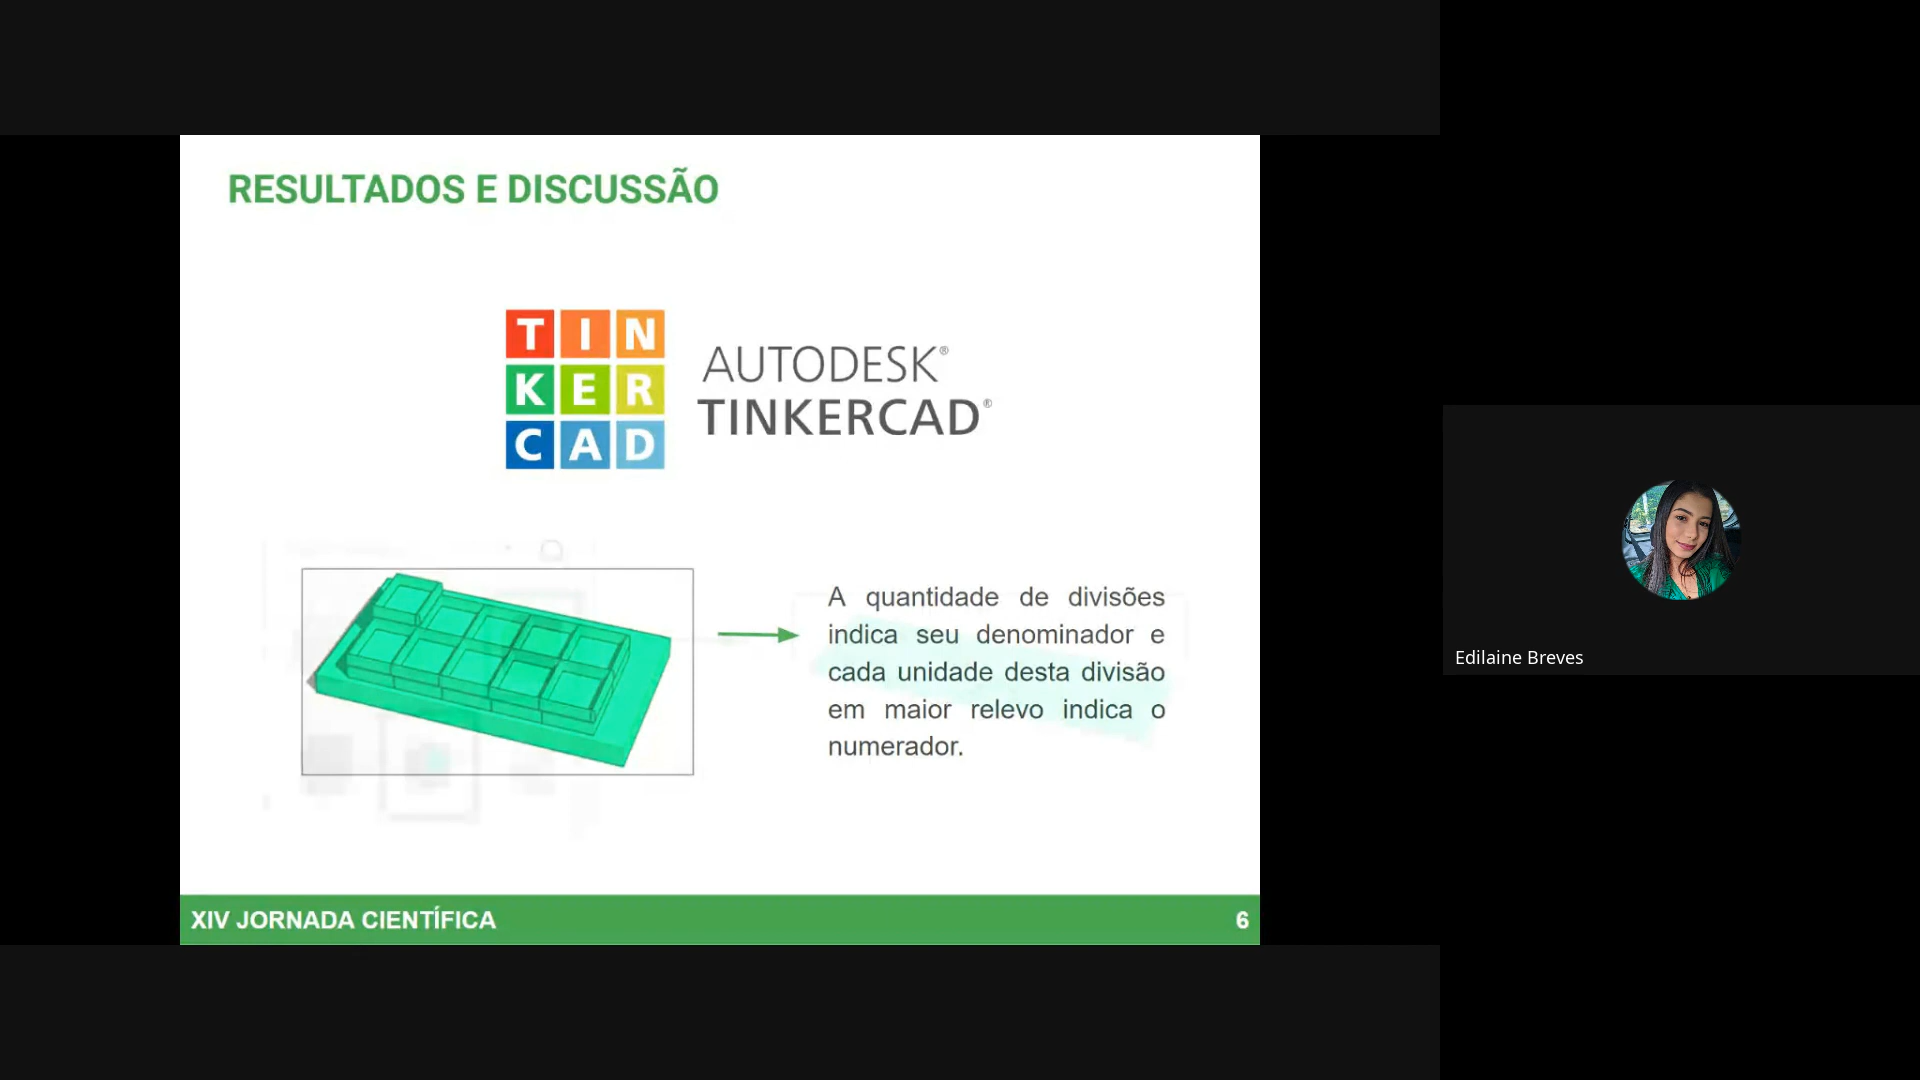 RESULTADOS E DISCUSSÃO
TIN
KER
CAD
AUTODESK®
TINKERCAD®
A quantidade de divisões
indica seu denominador e
cada unidade desta divisão
em maior relevo indica o
numerador.
Edilaine Breves
XIV JORNADA CIENTÍFICA
6